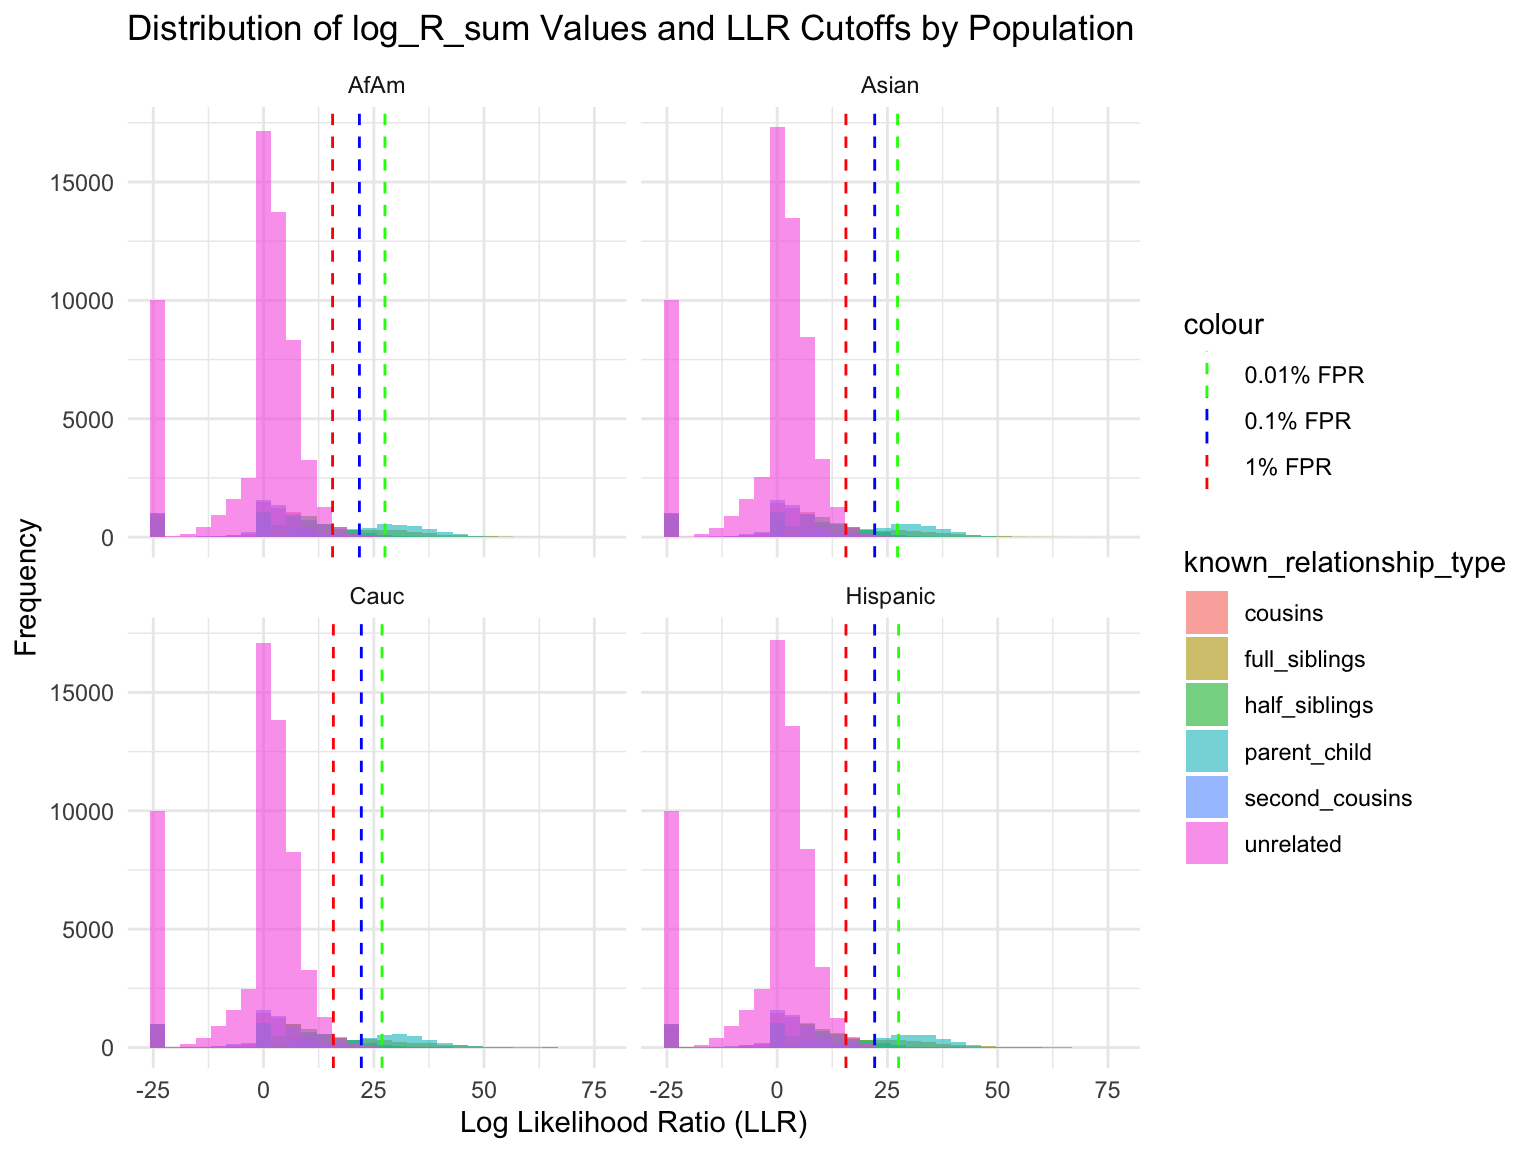 Distribution of log_R_sum Values and LLR Cutoffs by Population
AfAm
Asian
15000
10000
5000
0
Cauc
Hispanic
15000
10000
5000
0
-25
0
25
50
75
-25
0
25
50
75
Log Likelihood Ratio (LLR)
Frequency
colour
0.01% FPR
0.1% FPR
1% FPR
known_relationship_type
cousins
full_siblings
half_siblings
parent_child
second_cousins
unrelated